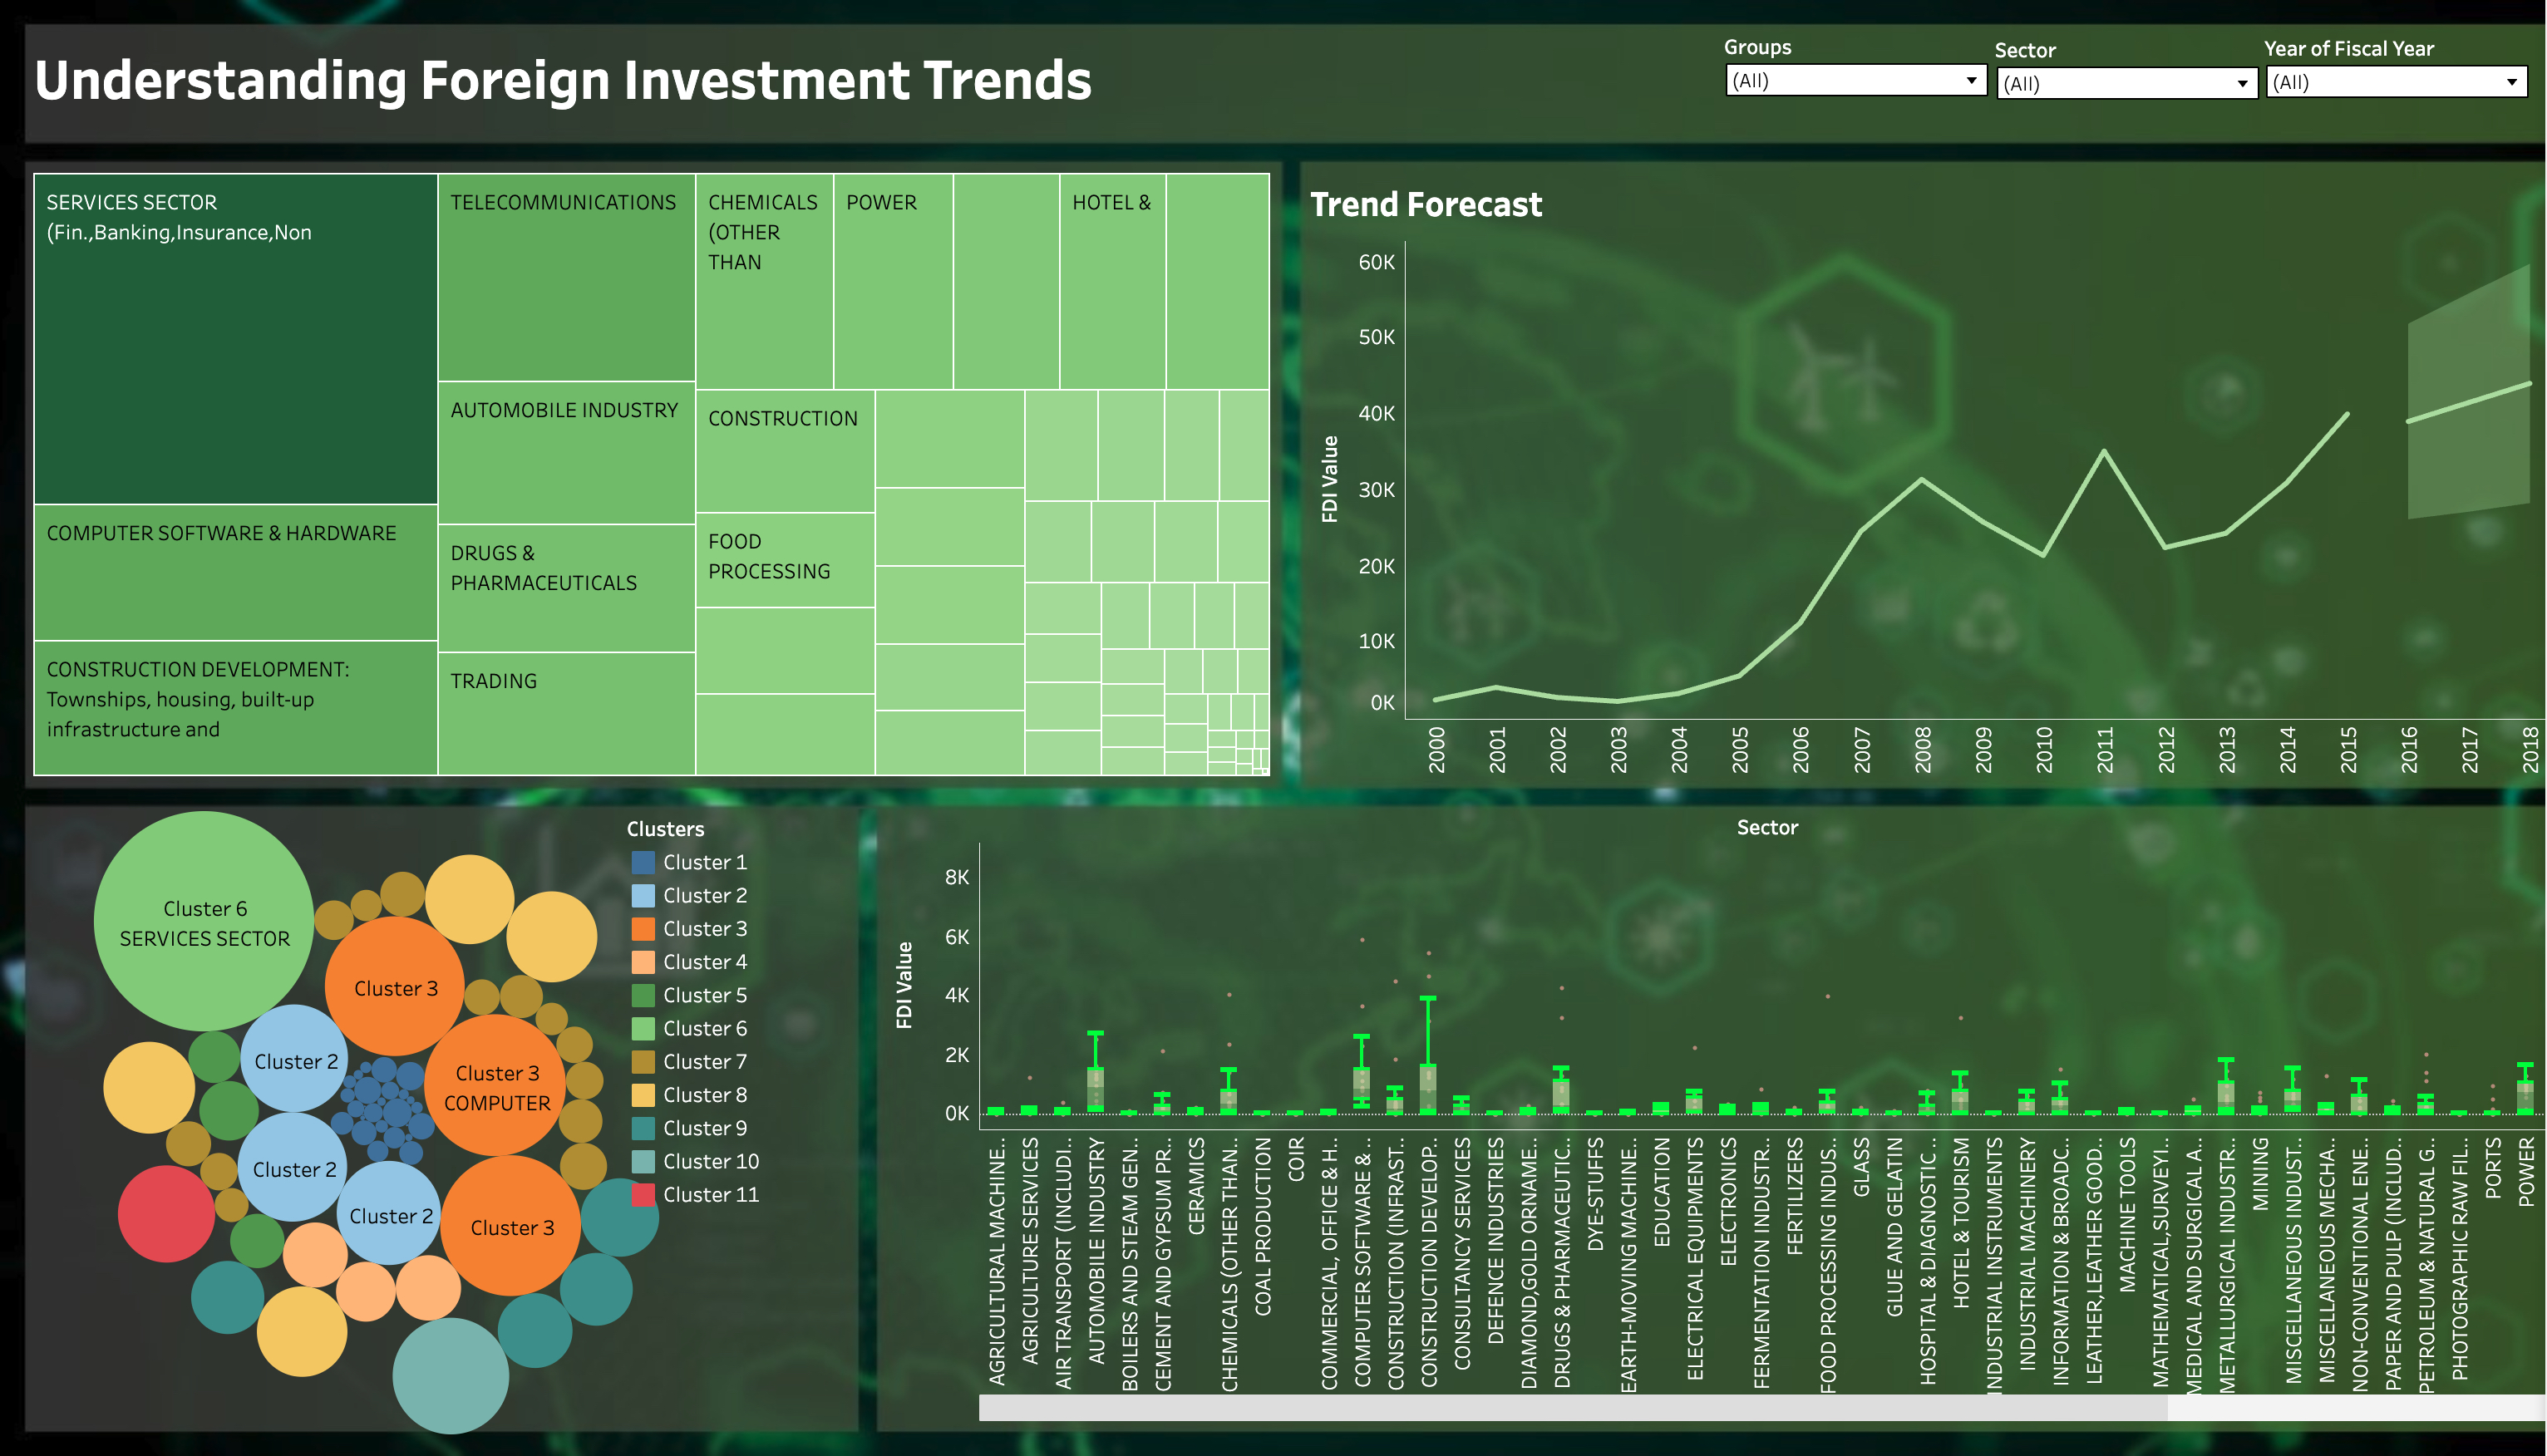 Understanding Foreign Investment Trends
Groups
(All)
Sector
(All)
Year of Fiscal Year
(All)
SERVICES SECTOR
(Fin.,Banking,Insurance,Non
COMPUTER SOFTWARE & HARDWARE
CONSTRUCTION DEVELOPMENT:
Townships, housing, built-up
infrastructure and
TELECOMMUNICATIONS
AUTOMOBILE INDUSTRY
DRUGS &
PHARMACEUTICALS
TRADING
CHEMICALS
(OTHER
THAN
POWER
HOTEL &
CONSTRUCTION
FOOD
PROCESSING
Trend Forecast
FDI Value
60K
50K
40K
30K
20K
10K
0K
2000
2001
2002
2003
2004
2005
2006
2007
2008
2009
2010
2011
2012
2013
2014
2015
2016
2017
2018
Cluster 6
SERVICES SECTOR
Cluster 3
Cluster 2
Cluster 3
COMPUTER
Cluster 2
Cluster 2
Cluster 3
Clusters
Cluster 1
Cluster 2
Cluster 3
Cluster 4
Cluster 5
Cluster 6
Cluster 7
Cluster 8
Cluster 9
Cluster 10
Cluster 11
Sector
FDI Value
8K
6K
4K
2K
0K
AGRICULTURAL MACHINE..
AGRICULTURE SERVICES
AIR TRANSPORT (INCLUDI..
AUTOMOBILE INDUSTRY
BOILERS AND STEAM GEN..
CEMENT AND GYPSUM PR..
CERAMICS
CHEMICALS (OTHER THAN..
COAL PRODUCTION
COIR
COMMERCIAL, OFFICE & H..
COMPUTER SOFTWARE &..
CONSTRUCTION (INFRAST..
CONSTRUCTION DEVELOP..
CONSULTANCY SERVICES
DEFENCE INDUSTRIES
DIAMOND,GOLD ORNAME..
DRUGS & PHARMACEUTIC..
DYE-STUFFS
EARTH-MOVING MACHINE..
EDUCATION
ELECTRICAL EQUIPMENTS
ELECTRONICS
FERMENTATION INDUSTR..
FERTILIZERS
FOOD PROCESSING INDUS..
GLASS
GLUE AND GELATIN
HOSPITAL & DIAGNOSTIC ..
HOTEL & TOURISM
INDUSTRIAL INSTRUMENTS
INDUSTRIAL MACHINERY
INFORMATION & BROADC..
LEATHER,LEATHER GOOD..
MACHINE TOOLS
MATHEMATICAL,SURVEYI..
MEDICAL AND SURGICAL A..
METALLURGICAL INDUSTR..
MINING
MISCELLANEOUS INDUST..
MISCELLANEOUS MECHA..
NON-CONVENTIONAL ENE..
PAPER AND PULP (INCLUD..
PETROLEUM & NATURAL G..
PHOTOGRAPHIC RAW FIL..
PORTS
POWER